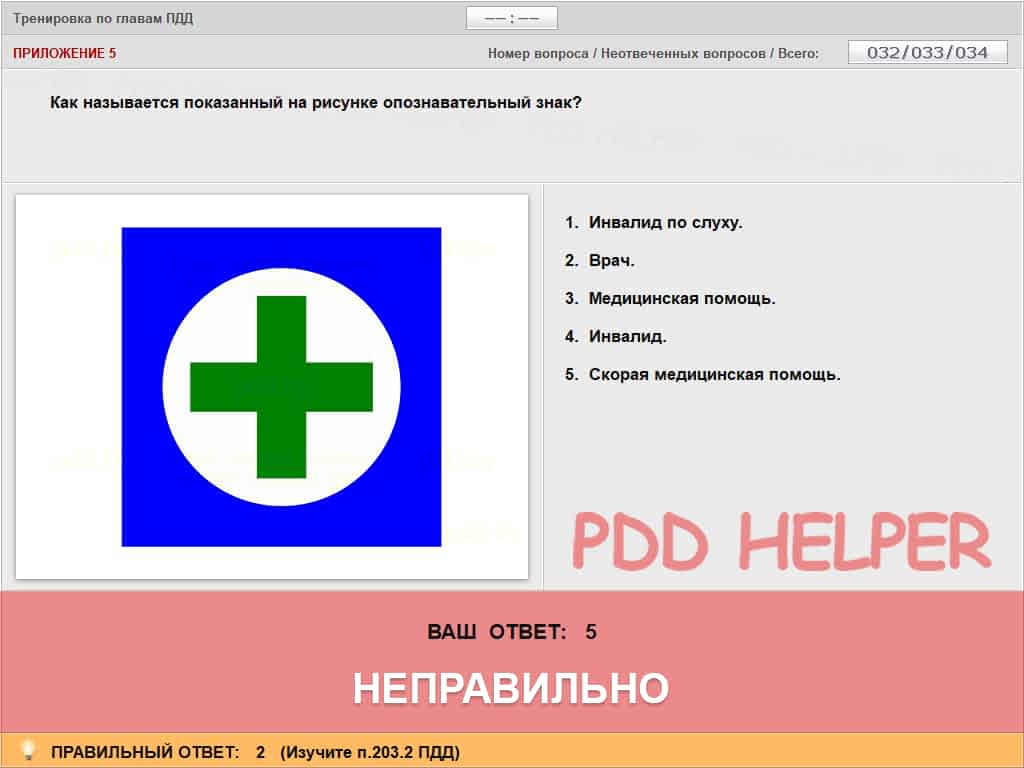 Тренировка по главам ПДД
—— : ——
ПРИЛОЖЕНИЕ 5
Номер вопроса / Неотвеченных вопросов / Всего:
032/033/034
Как называется показанный на рисунке опознавательный знак?
1. Инвалид по слуху.
2. Врач.
3. Медицинская помощь.
4. Инвалид.
5. Скорая медицинская помощь.
PDD HELPER
ВАШ ОТВЕТ: 5
НЕПРАВИЛЬНО
ПРАВИЛЬНЫЙ ОТВЕТ: 2 (Изучите п.203.2 ПДД)